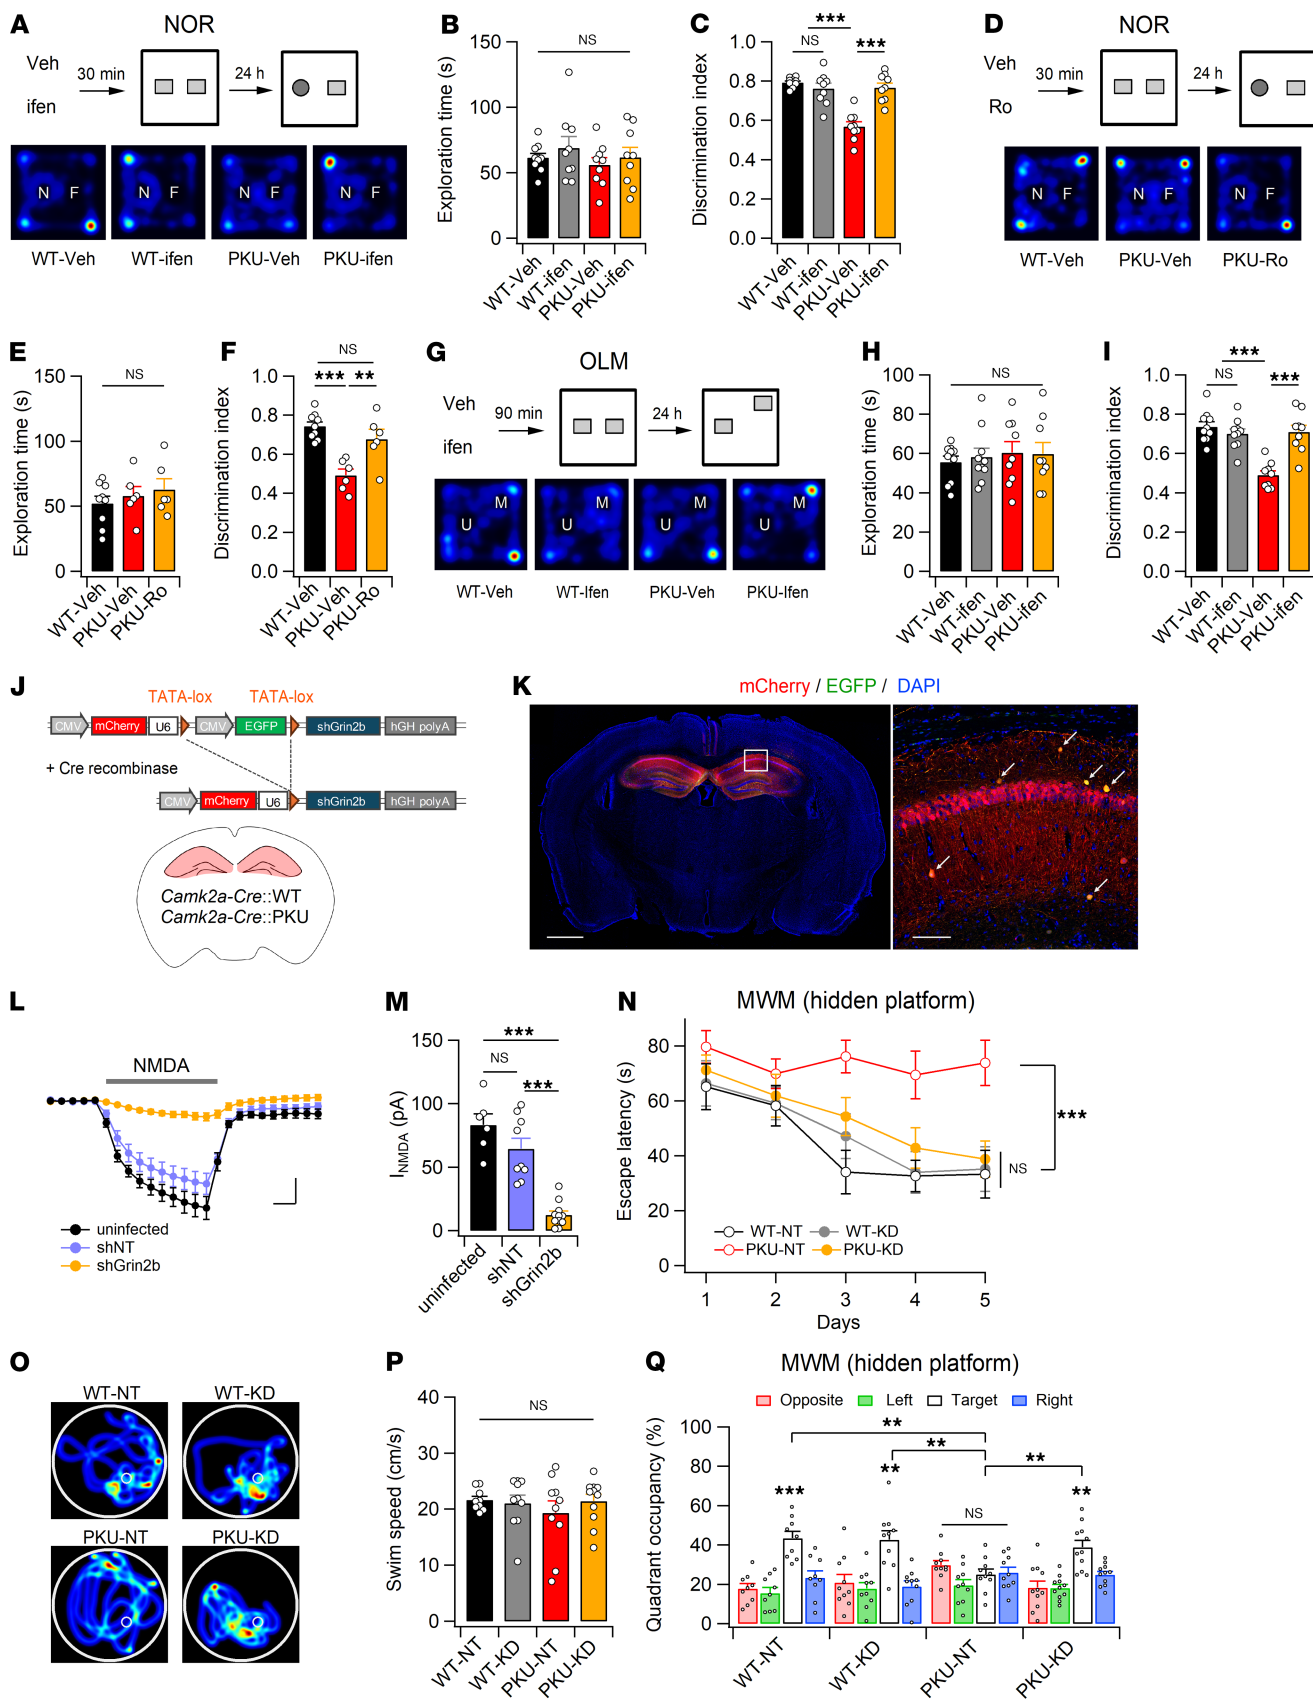 A
NOR
Veh
ifen
30 min
24 h
N F
N F
N F
N F
WT-Veh
WT-ifen
PKU-Veh
PKU-ifen
B
Exploration time (s)
150
100
50
0
NS
WT-Veh
WT-ifen
PKU-Veh
PKU-ifen
C
Discrimination index
1.0
0.8
0.6
0.4
0.2
0.0
***
NS
***
WT-Veh
WT-ifen
PKU-Veh
PKU-ifen
D
NOR
Veh
Ro
30 min
24 h
N F
N F
N F
WT-Veh
PKU-Veh
PKU-Ro
E
Exploration time (s)
150
100
50
0
NS
WT-Veh
PKU-Veh
PKU-Ro
F
Discrimination index
1.0
0.8
0.6
0.4
0.2
0.0
NS
***
**
WT-Veh
PKU-Veh
PKU-Ro
G
OLM
Veh
ifen
90 min
24 h
M
U
M
U
M
U
M
U
WT-Veh
WT-Ifen
PKU-Veh
PKU-Ifen
H
Exploration time (s)
100
80
60
40
20
0
NS
WT-Veh
WT-ifen
PKU-Veh
PKU-ifen
I
Discrimination index
1.0
0.8
0.6
0.4
0.2
0.0
***
NS
***
WT-Veh
WT-ifen
PKU-Veh
PKU-ifen
J
TATA-lox
TATA-lox
CMV mCherry U6 CMV EGFP shGrin2b hGH polyA
+ Cre recombinase
CMV mCherry U6 shGrin2b hGH polyA
Camk2a-Cre::WT
Camk2a-Cre::PKU
K
mCherry / EGFP / DAPI
L
NMDA
uninfected
shNT
shGrin2b
M
INMDA (pA)
150
100
50
0
***
NS
***
uninfected
shNT
shGrin2b
N
MWM (hidden platform)
Escape latency (s)
80
60
40
20
0
***
NS
WT-NT
WT-KD
PKU-NT
PKU-KD
1 2 3 4 5
Days
O
WT-NT
WT-KD
PKU-NT
PKU-KD
P
Swim speed (cm/s)
40
30
20
10
0
NS
WT-NT
WT-KD
PKU-NT
PKU-KD
Q
MWM (hidden platform)
Opposite
Left
Target
Right
Quadrant occupancy (%)
100
80
60
40
20
0
**
**
**
***
**
NS
**
WT-NT
WT-KD
PKU-NT
PKU-KD